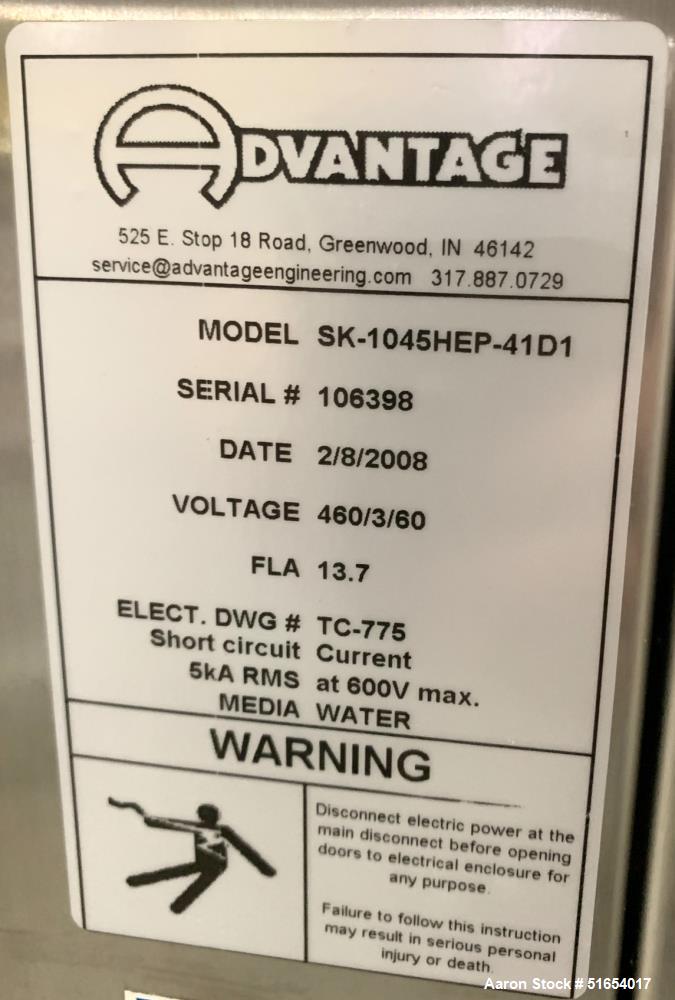 ADVANTAGE
525 E. Stop 18 Road, Greenwood, IN 46142
service@advantageengineering.com 317.887.0729
MODEL SK-1045HEP-41D1
SERIAL # 106398
DATE 2/8/2008
VOLTAGE 460/3/60
FLA 13.7
ELECT. DWG # TC-775
Short circuit Current
5kA RMS at 600V max.
MEDIA WATER
WARNING
Disconnect electric power at the
main disconnect before opening
doors to electrical enclosure for
any purpose.
Failure to follow this instruction
may result in serious personal
injury or death.
Aaron Stock # 51654017